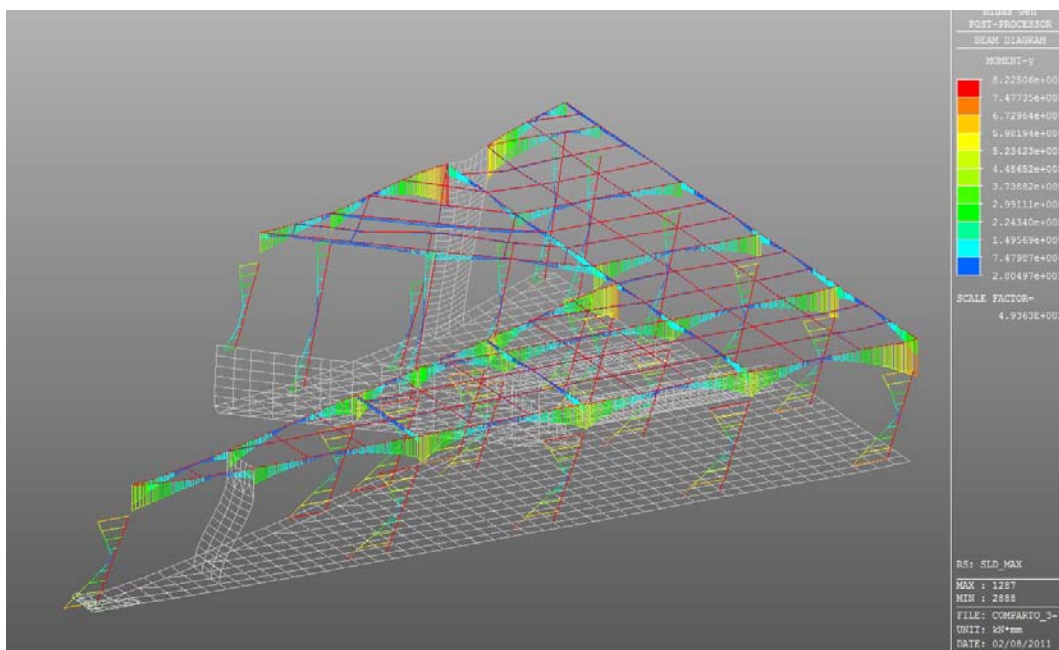 midas Gen
POST-PROCESSOR
BEAM DIAGRAM
MOMENT-y
8.22506e+00
7.47735e+00
6.72964e+00
5.98194e+00
5.23423e+00
4.48652e+00
3.73882e+00
2.99111e+00
2.24340e+00
1.49569e+00
7.47987e+00
2.80497e+00
SCALE FACTOR=
4.9363E+00
RS: SLD_MAX
MAX : 1287
MIN : 2888
FILE: COMPARTO_3-
UNIT: kN*mm
DATE: 02/08/2011